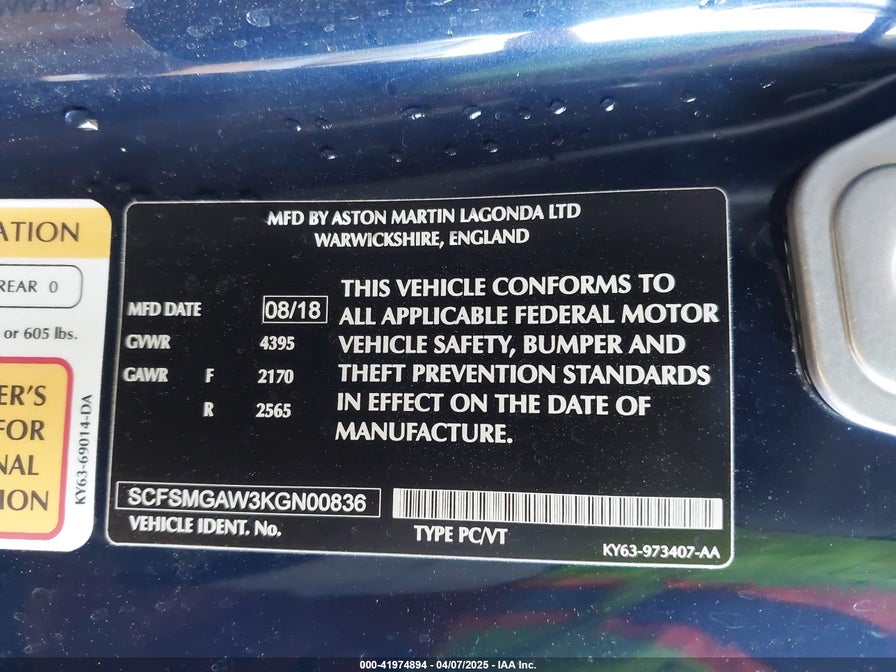 ATION
REAR 0
or 605 lbs.
ER'S
FOR
NAL
ION
KY63-69014-DA
MFD BY ASTON MARTIN LAGONDA LTD
WARWICKSHIRE, ENGLAND
MFD DATE 08/18
GVWR 4395
GAWR F 2170
R 2565
THIS VEHICLE CONFORMS TO
ALL APPLICABLE FEDERAL MOTOR
VEHICLE SAFETY, BUMPER AND
THEFT PREVENTION STANDARDS
IN EFFECT ON THE DATE OF
MANUFACTURE.
SCFSMGAW3KGN00836
VEHICLE IDENT. No.
TYPE PC/VT
KY63-973407-AA
000-41974894 - 04/07/2025 - IAA Inc.